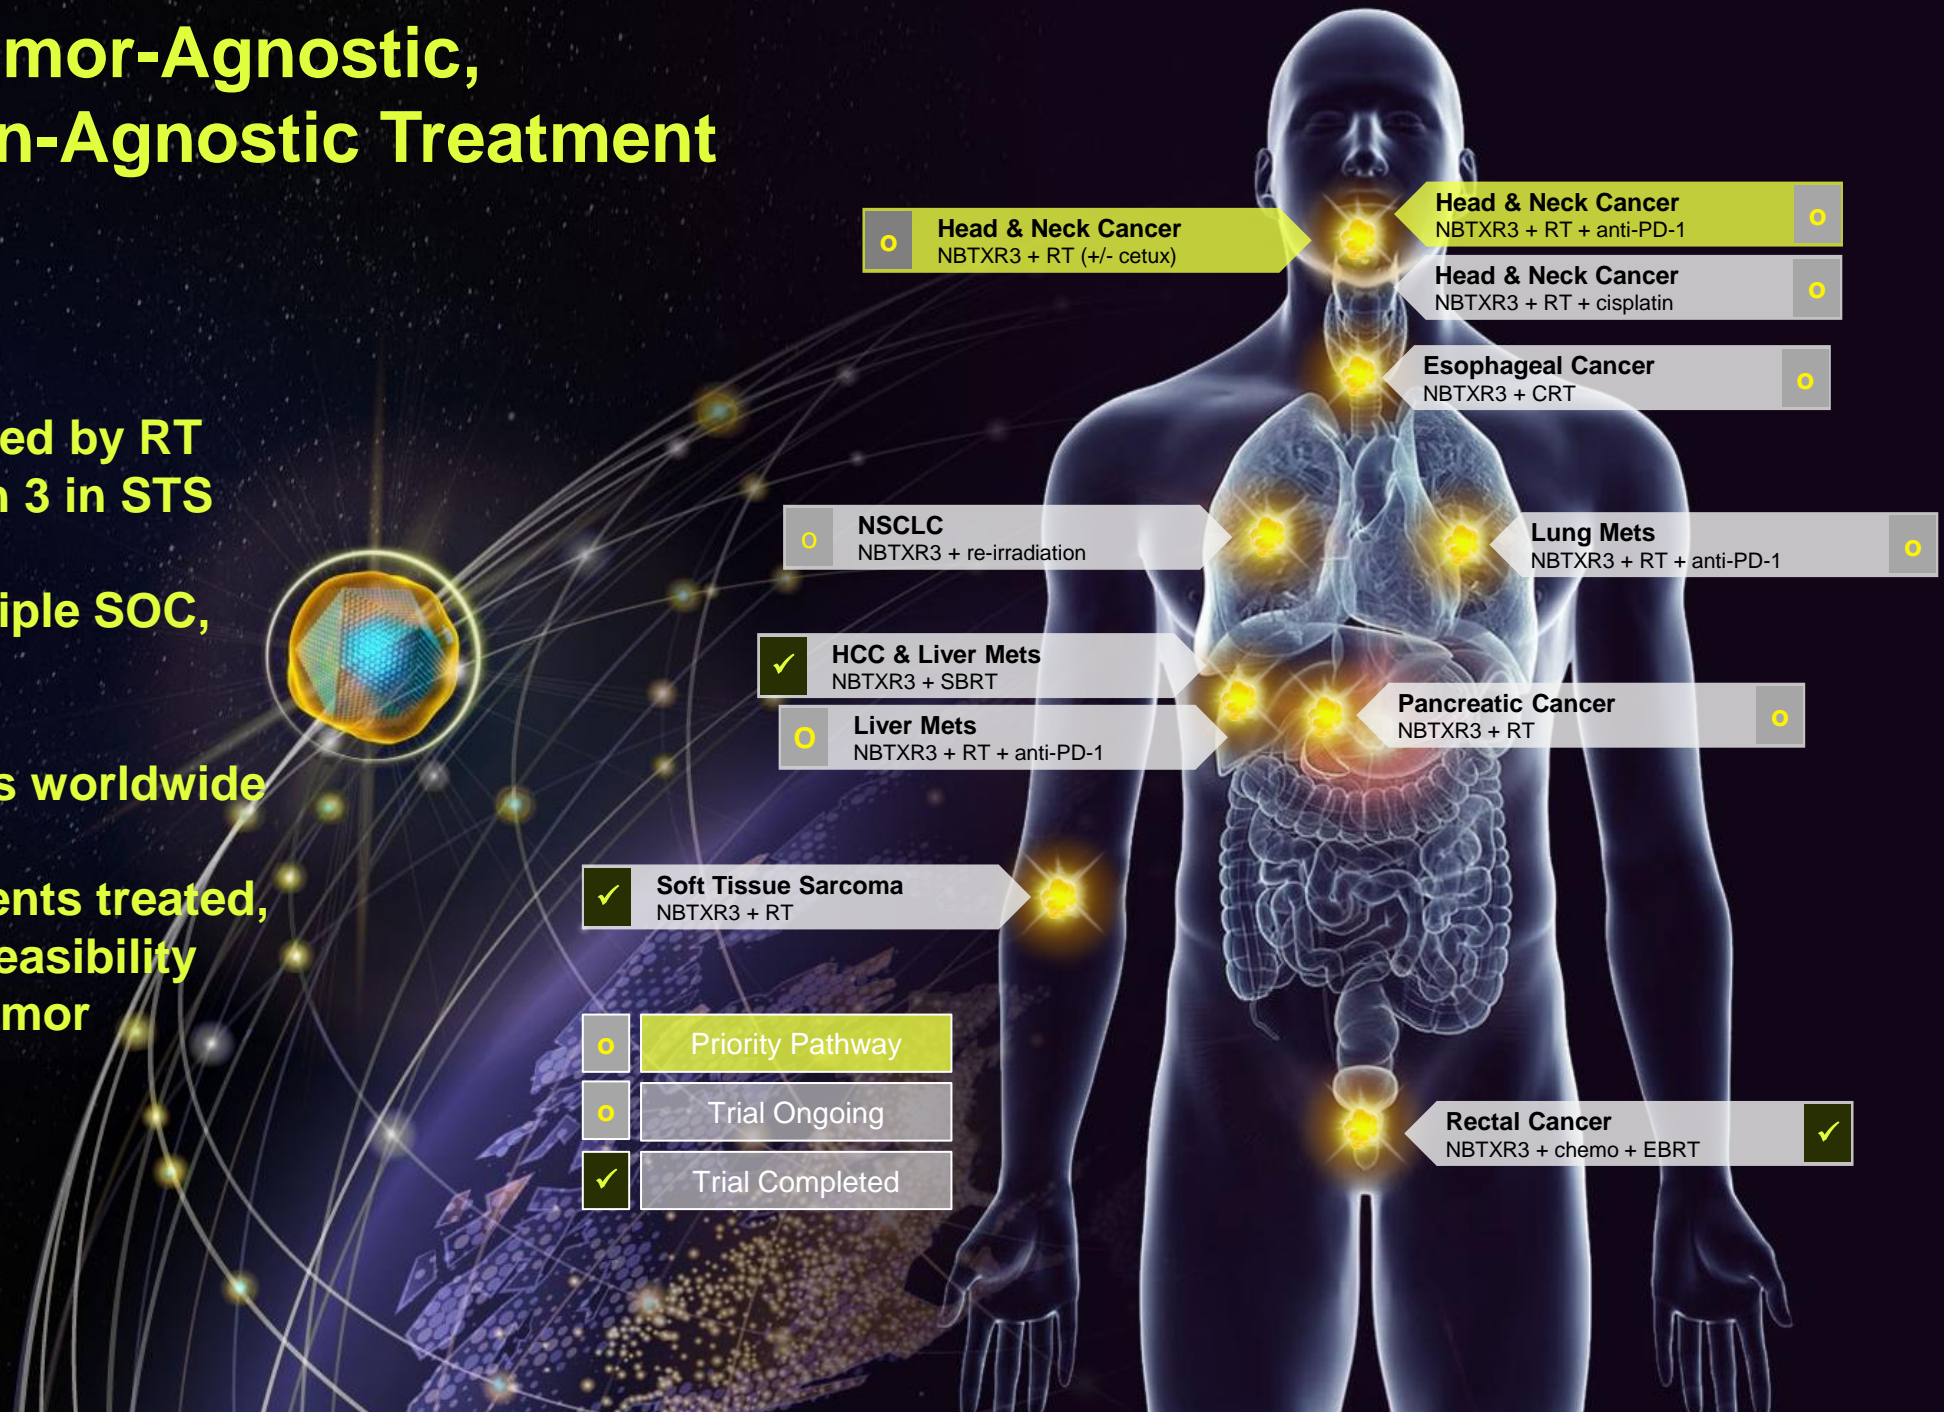 mor-Agnostic,
n-Agnostic Treatment
ed by RT
n 3 in STS
iple SOC,
s worldwide
ents treated,
easibility
mor
o
Head & Neck Cancer
NBTXR3 + RT (+/- cetux)
Head & Neck Cancer
NBTXR3 + RT + anti-PD-1
o
Head & Neck Cancer
NBTXR3 + RT + cisplatin
o
Esophageal Cancer
NBTXR3 + CRT
o
o
NSCLC
NBTXR3 + re-irradiation
Lung Mets
NBTXR3 + RT + anti-PD-1
o
✓
HCC & Liver Mets
NBTXR3 + SBRT
O
Liver Mets
NBTXR3 + RT + anti-PD-1
Pancreatic Cancer
NBTXR3 + RT
o
✓
Soft Tissue Sarcoma
NBTXR3 + RT
o
Priority Pathway
o
Trial Ongoing
✓
Trial Completed
Rectal Cancer
NBTXR3 + chemo + EBRT
✓